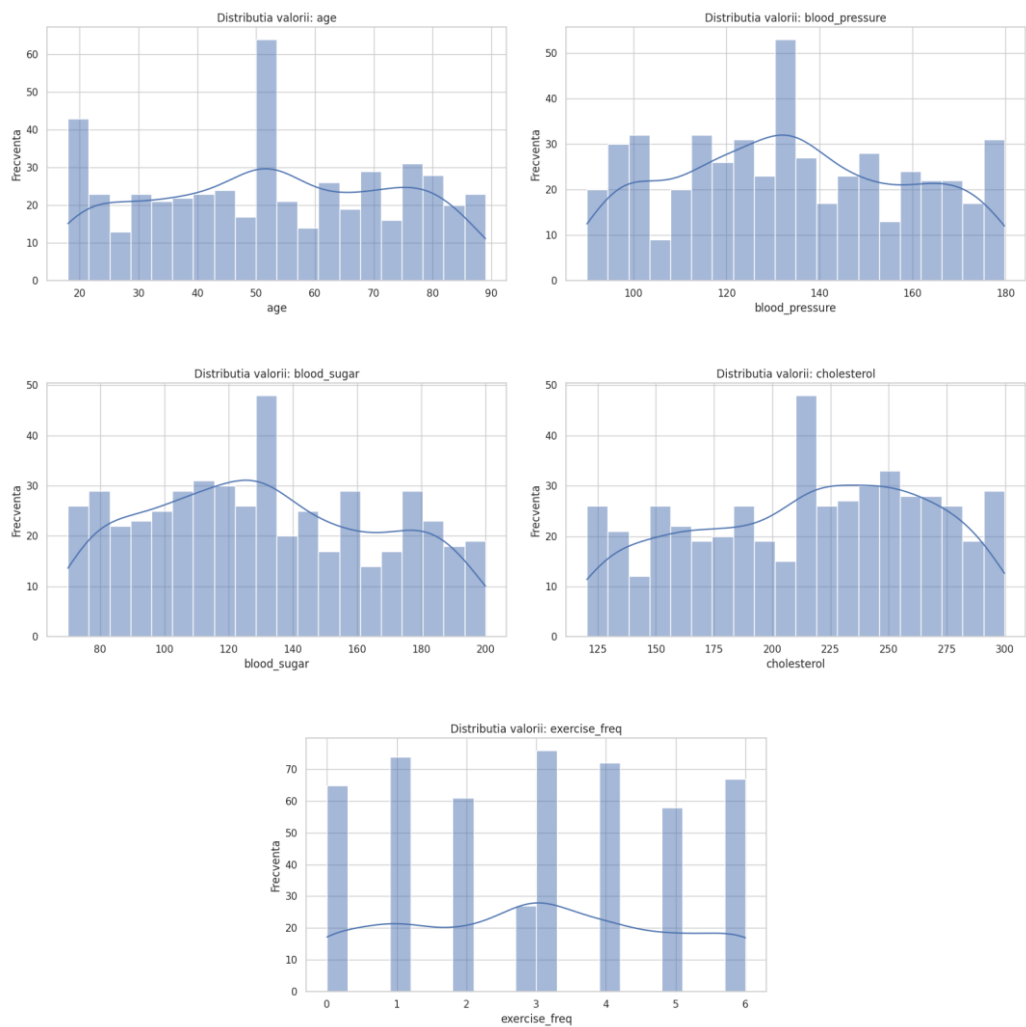 Distributia valorii: age
Frecventa
60
50
40
30
20
10
0
20 30 40 50 60 70 80 90
age
Distributia valorii: blood_pressure
Frecventa
50
40
30
20
10
0
100 120 140 160 180
blood_pressure
Distributia valorii: blood_sugar
Frecventa
50
40
30
20
10
0
80 100 120 140 160 180 200
blood_sugar
Distributia valorii: cholesterol
Frecventa
50
40
30
20
10
0
125 150 175 200 225 250 275 300
cholesterol
Distributia valorii: exercise_freq
Frecventa
70
60
50
40
30
20
10
0
0 1 2 3 4 5 6
exercise_freq